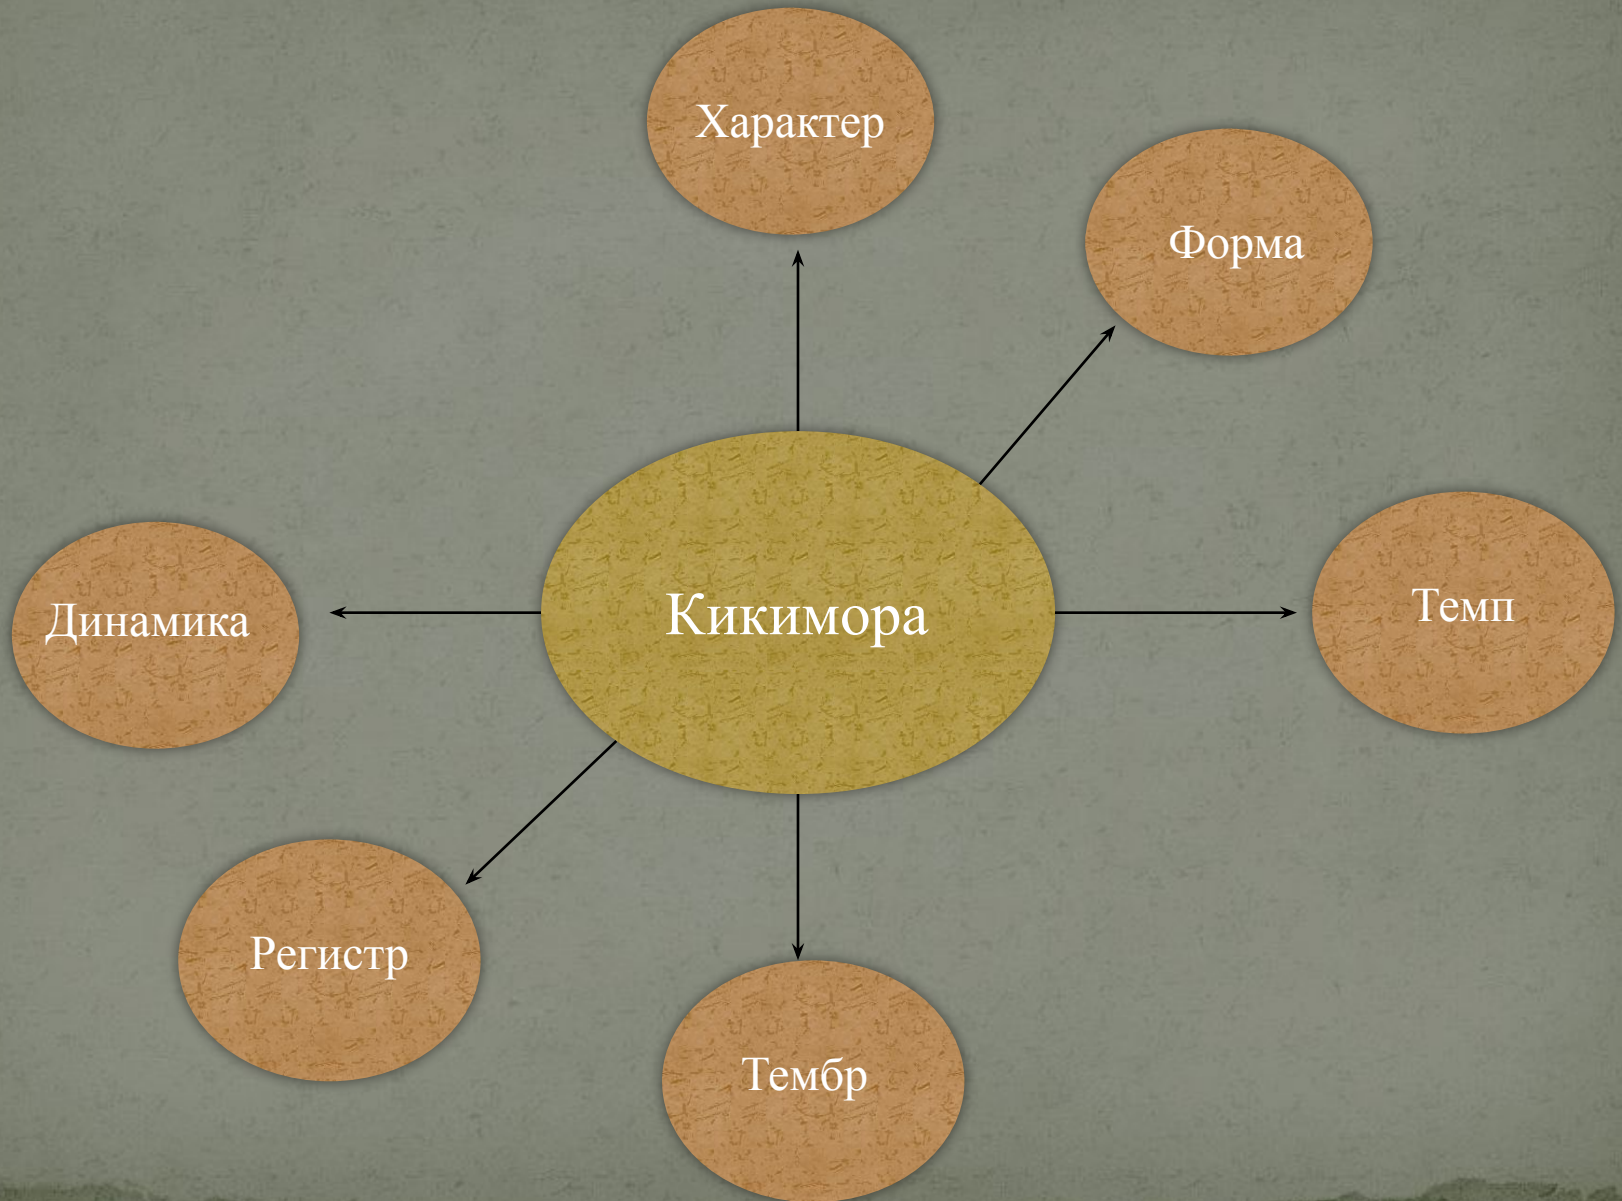 Характер
Форма
Темп
Кикимора
Динамика
Регистр
Тембр